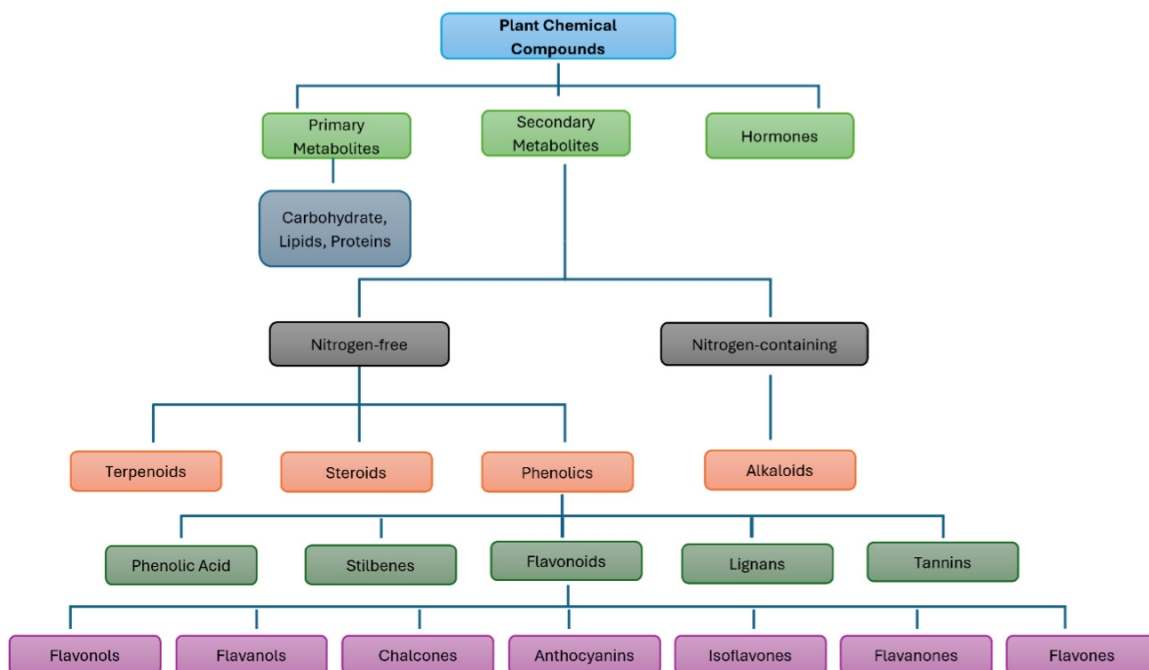 Plant Chemical
Compounds
Primary
Metabolites
Secondary
Metabolites
Hormones
Carbohydrate,
Lipids, Proteins
Nitrogen-free
Nitrogen-containing
Terpenoids
Steroids
Phenolics
Alkaloids
Phenolic Acid
Stilbenes
Flavonoids
Lignans
Tannins
Flavonols
Flavanols
Chalcones
Anthocyanins
Isoflavones
Flavanones
Flavones